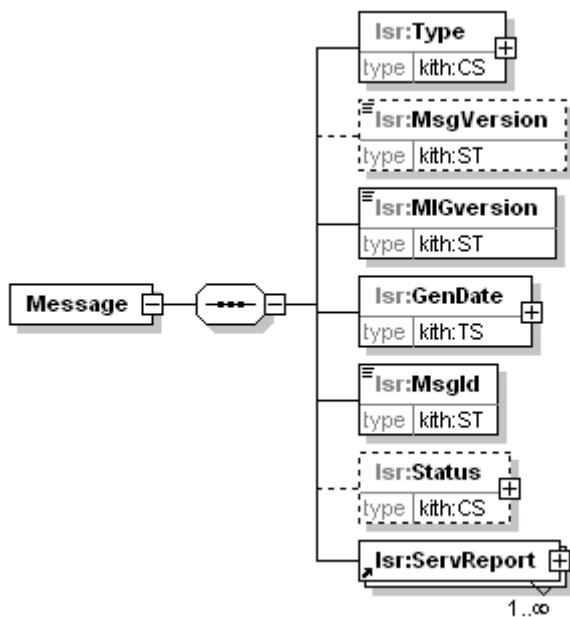 lsr:Type
type kith:CS
lsr:MsgVersion
type kith:ST
lsr:MIGversion
type kith:ST
Message
lsr:GenDate
type kith:TS
lsr:MsgId
type kith:ST
lsr:Status
type kith:CS
lsr:ServReport
1..∞